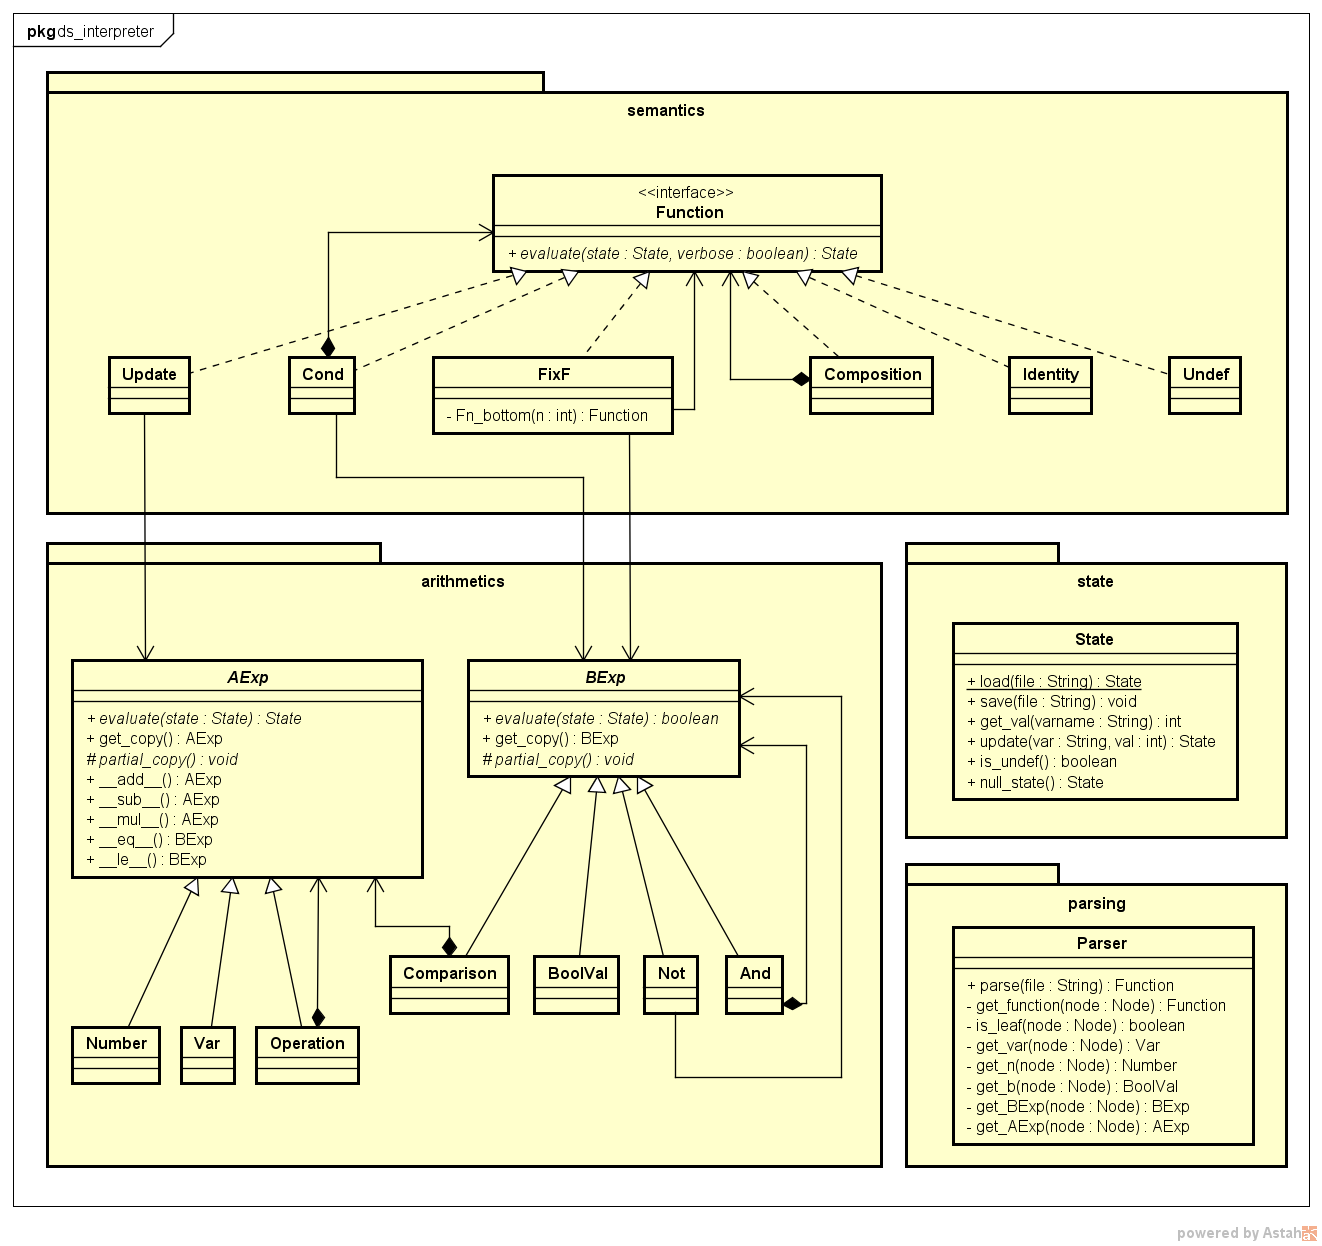 pkg ds_interpreter
semantics
<<interface>>
Function
+ evaluate(state : State, verbose : boolean) : State
Update
Cond
FixF
- Fn_bottom(n : int) : Function
Composition
Identity
Undef
arithmetics
AExp
+ evaluate(state : State) : State
+ get_copy() : AExp
# partial_copy() : void
+ __add__() : AExp
+ __sub__() : AExp
+ __mul__() : AExp
+ __eq__() : BExp
+ __le__() : BExp
BExp
+ evaluate(state : State) : boolean
+ get_copy() : BExp
# partial_copy() : void
Comparison
BoolVal
Not
And
Number
Var
Operation
state
State
+ load(file : String) : State
+ save(file : String) : void
+ get_val(varname : String) : int
+ update(var : String, val : int) : State
+ is_undef() : boolean
+ null_state() : State
parsing
Parser
+ parse(file : String) : Function
- get_function(node : Node) : Function
- is_leaf(node : Node) : boolean
- get_var(node : Node) : Var
- get_n(node : Node) : Number
- get_b(node : Node) : BoolVal
- get_BExp(node : Node) : BExp
- get_AExp(node : Node) : AExp
powered by Astah